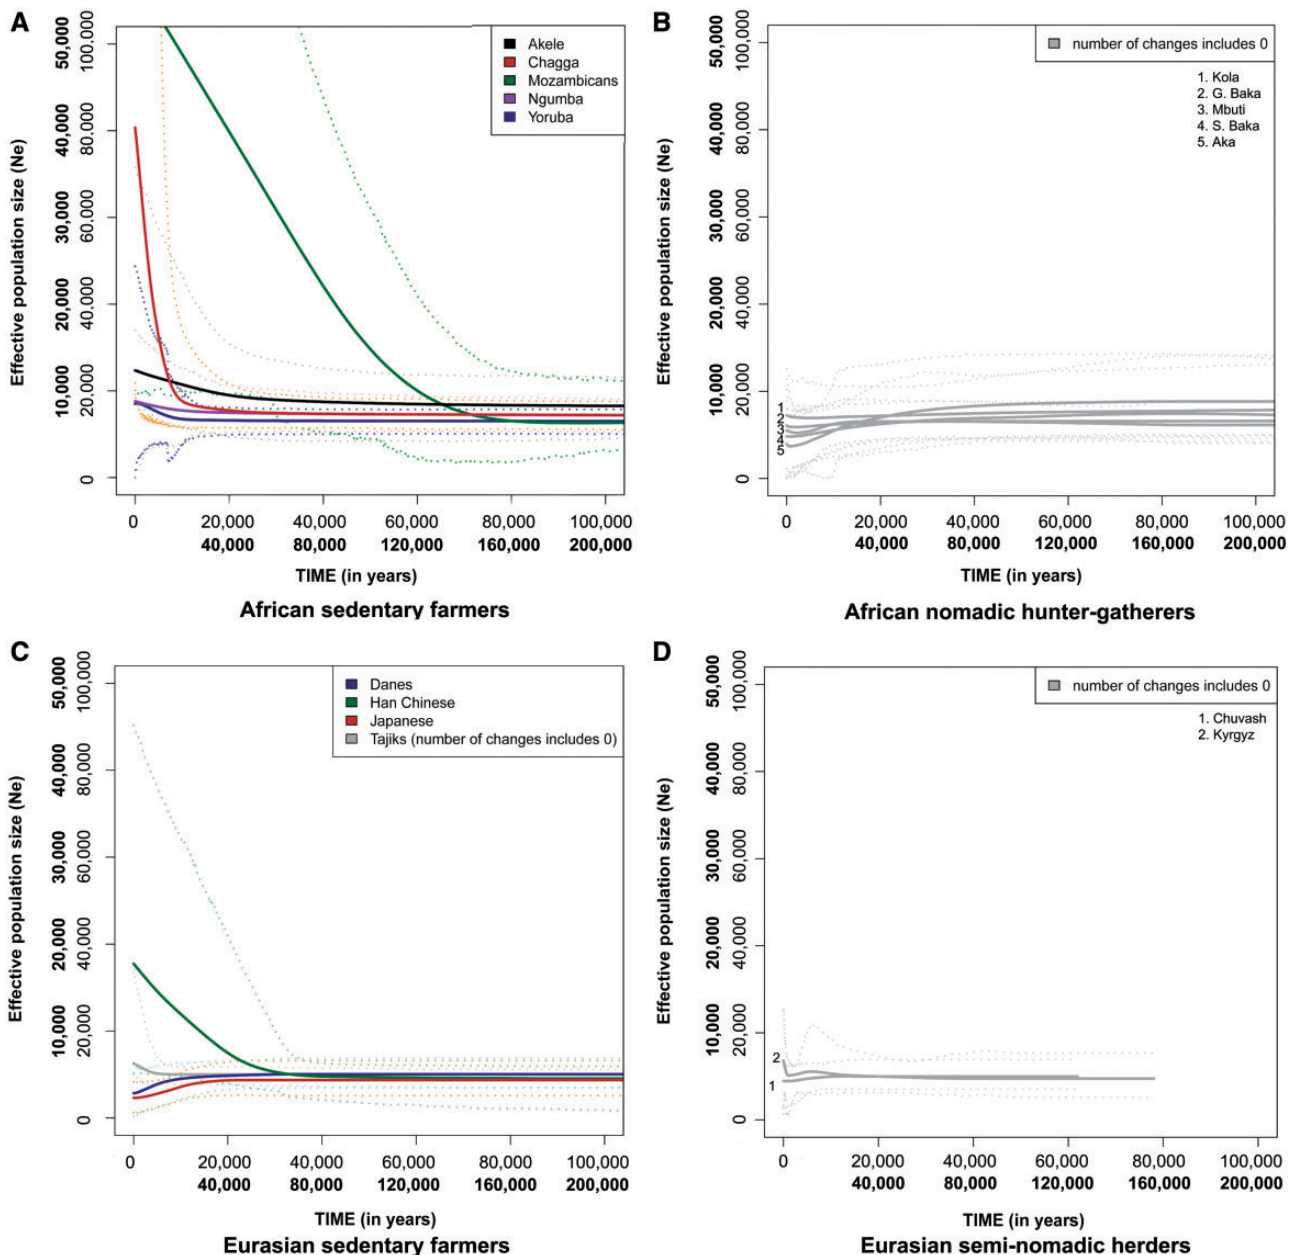 A
Effective population size (Ne)
50,000
100,000
40,000
80,000
30,000
60,000
20,000
40,000
10,000
20,000
0
Akele
Chagga
Mozambicans
Ngumba
Yoruba
0 20,000 40,000 60,000 80,000 100,000
40,000 80,000 120,000 160,000 200,000
TIME (in years)
African sedentary farmers
B
Effective population size (Ne)
50,000
100,000
40,000
80,000
30,000
60,000
20,000
40,000
10,000
20,000
0
number of changes includes 0
1. Kola
2. G. Baka
3. Mbuti
4. S. Baka
5. Aka
1
2
3
4
5
0 20,000 40,000 60,000 80,000 100,000
40,000 80,000 120,000 160,000 200,000
TIME (in years)
African nomadic hunter-gatherers
C
Effective population size (Ne)
50,000
100,000
40,000
80,000
30,000
60,000
20,000
40,000
10,000
20,000
0
Danes
Han Chinese
Japanese
Tajiks (number of changes includes 0)
0 20,000 40,000 60,000 80,000 100,000
40,000 80,000 120,000 160,000 200,000
TIME (in years)
Eurasian sedentary farmers
D
Effective population size (Ne)
50,000
100,000
40,000
80,000
30,000
60,000
20,000
40,000
10,000
20,000
0
number of changes includes 0
1. Chuvash
2. Kyrgyz
2
1
0 20,000 40,000 60,000 80,000 100,000
40,000 80,000 120,000 160,000 200,000
TIME (in years)
Eurasian semi-nomadic herders